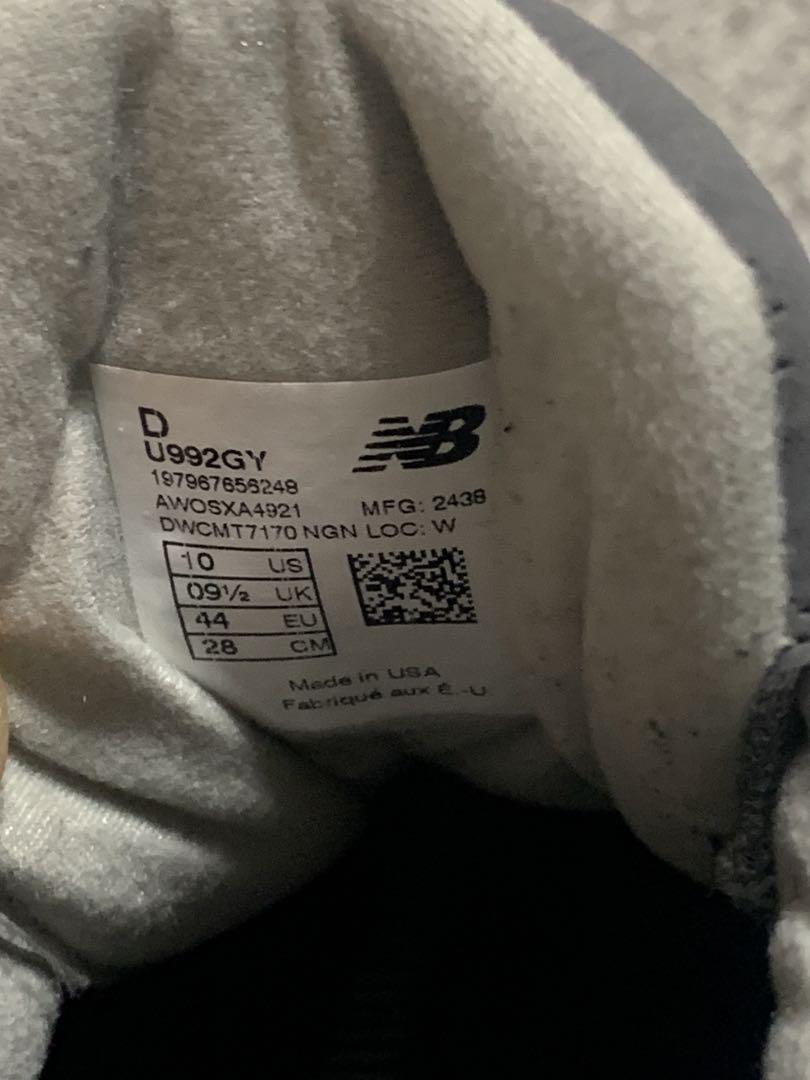 D
NB
U992GY
197967656248
AWOSXA4921 MFG: 2438
DWCMT7170 NGN LOC: W
10 US
09½ UK
44 EU
28 CM
Made in USA
Fabriqué aux É.-U